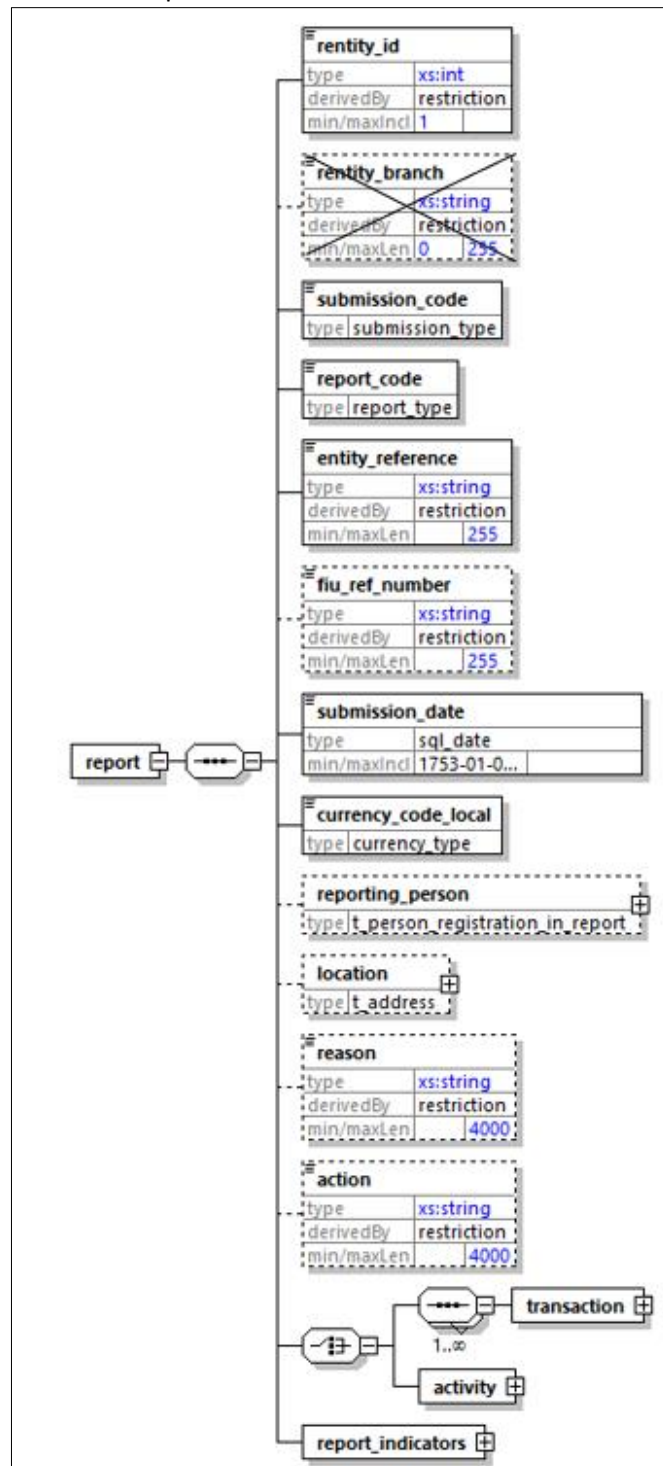 rentity_id
type xs:int
derivedBy restriction
min/maxIncl 1
rentity_branch
type xs:string
derivedBy restriction
min/maxLen 0 255
submission_code
type submission_type
report_code
type report_type
entity_reference
type xs:string
derivedBy restriction
min/maxLen 255
fiu_ref_number
type xs:string
derivedBy restriction
min/maxLen 255
submission_date
type sql_date
min/maxIncl 1753-01-0...
report
currency_code_local
type currency_type
reporting_person
type t_person_registration_in_report
location
type t_address
reason
type xs:string
derivedBy restriction
min/maxLen 4000
action
type xs:string
derivedBy restriction
min/maxLen 4000
transaction
1..∞
activity
report_indicators